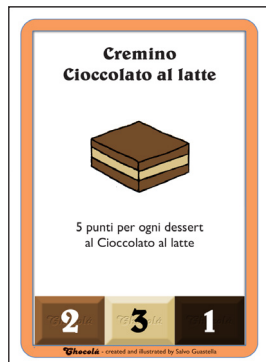 Cremino
Cioccolato al latte
5 punti per ogni dessert
al Cioccolato al latte
2 3 1
Chocolá - created and illustrated by Salvo Guastella